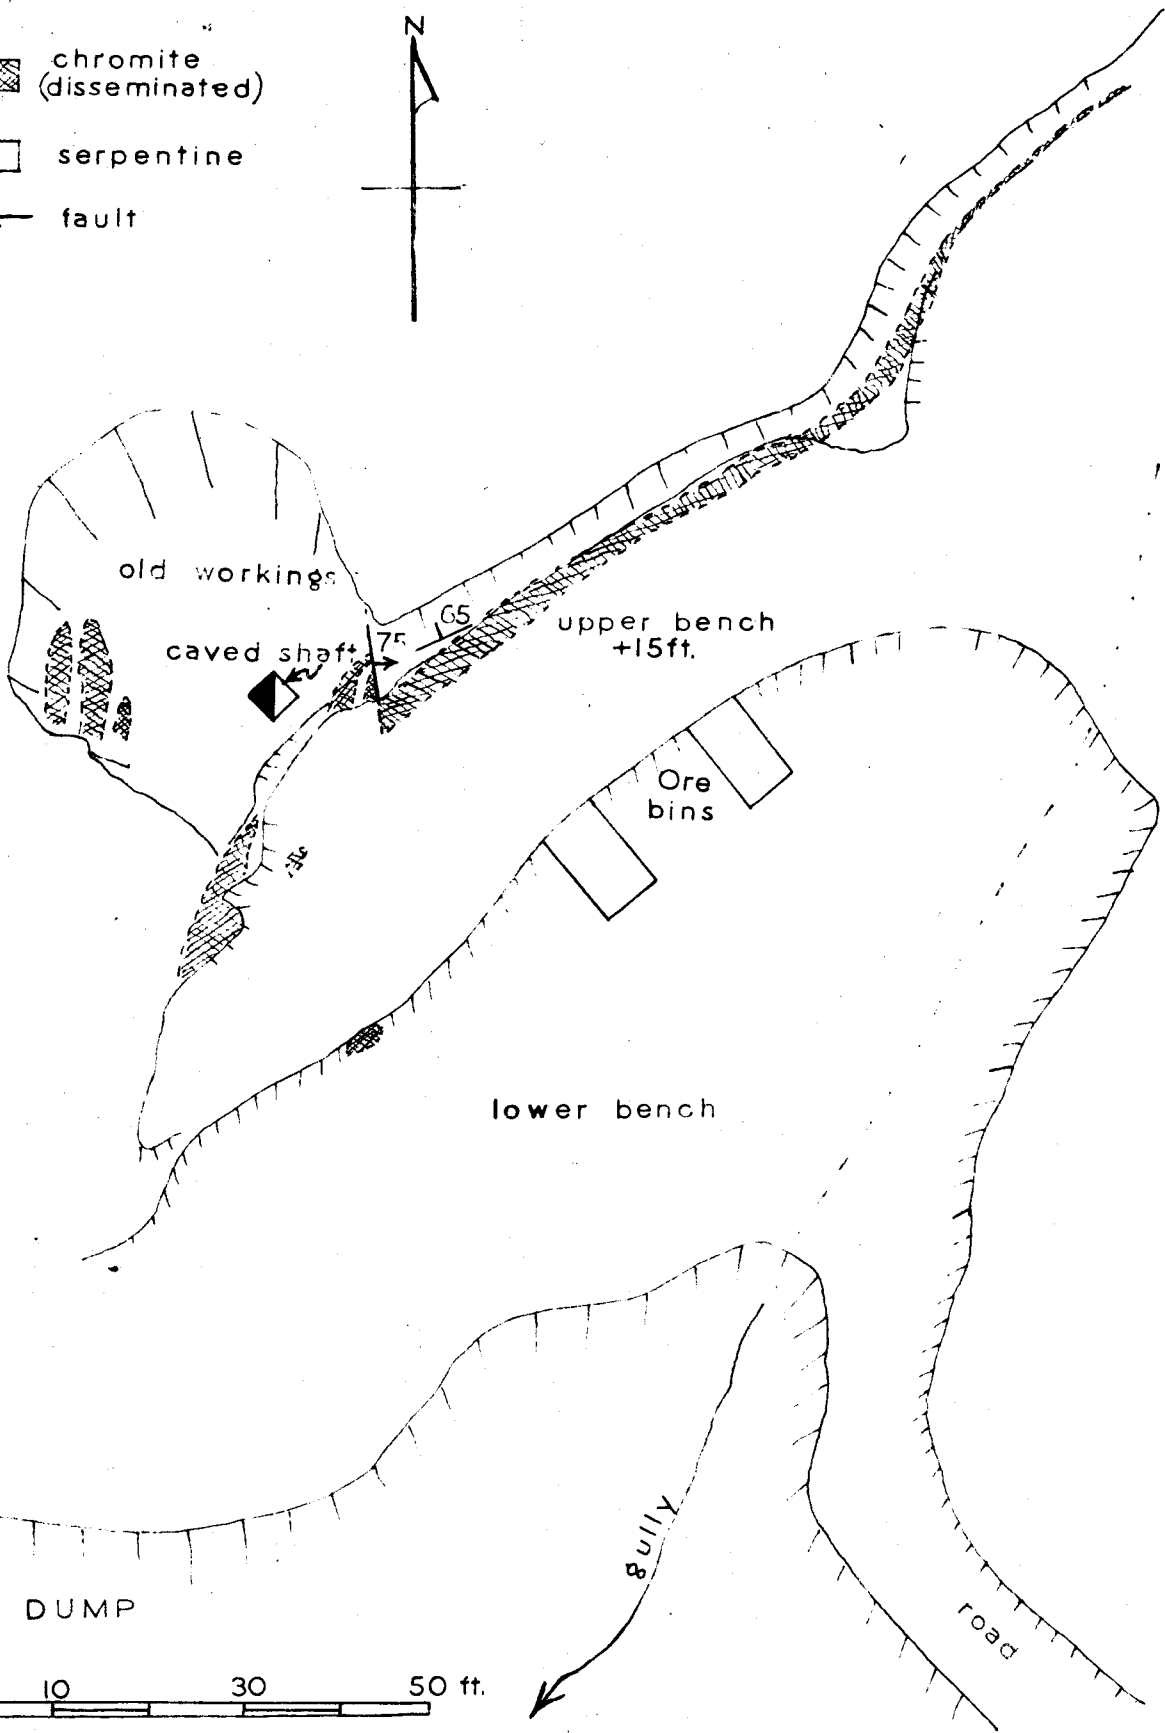 N
chromite
(disseminated)
serpentine
fault
old workings
65
75
caved shaft
upper bench
+15ft.
Ore
bins
lower bench
gully
road
DUMP
10 30 50 ft.